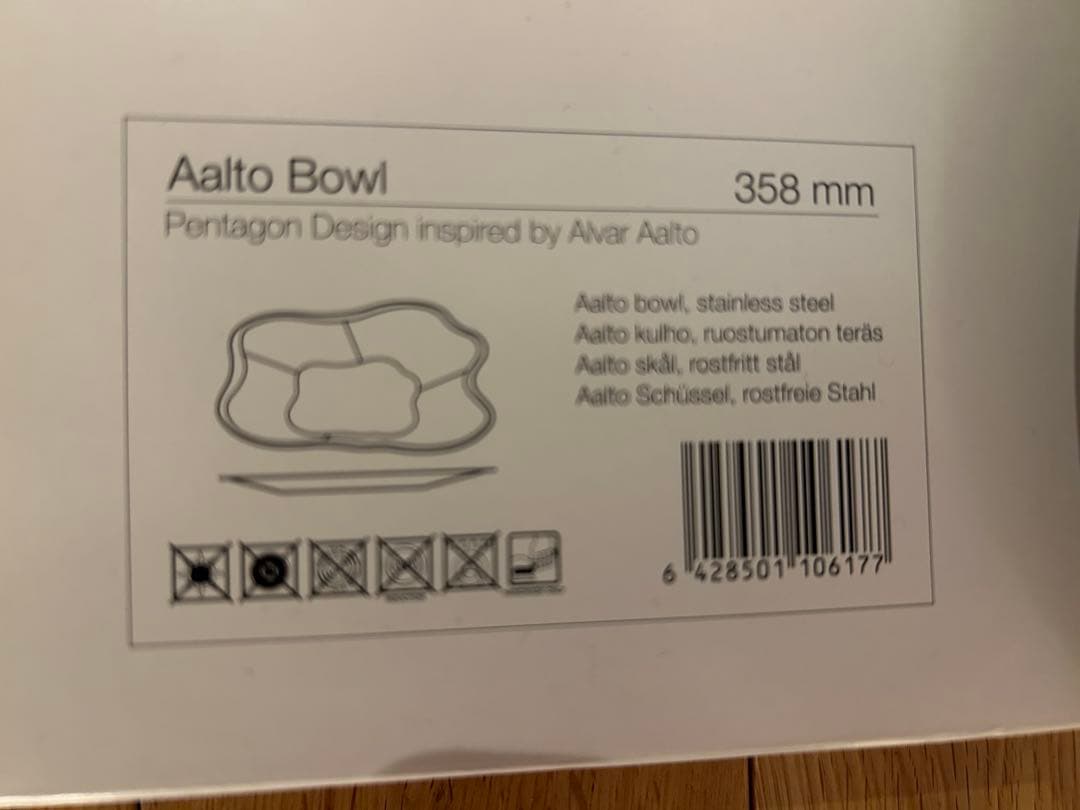 Aalto Bowl
358 mm
Pentagon Design inspired by Alvar Aalto
Aalto bowl, stainless steel
Aalto kulho, ruostumaton teräs
Aalto skål, rostfritt stål
Aalto Schüssel, rostfreie Stahl
6 428501 106177